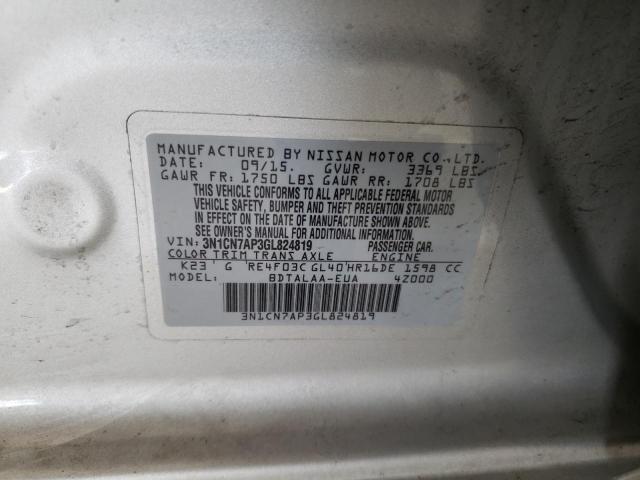 MANUFACTURED BY NISSAN MOTOR CO., LTD.
DATE: 09/15. GVWR: 3369 LBS
GAWR FR: 1750 LBS GAWR RR: 1708 LBS
THIS VEHICLE CONFORMS TO ALL APPLICABLE FEDERAL MOTOR
VEHICLE SAFETY, BUMPER AND THEFT PREVENTION STANDARDS
IN EFFECT ON THE DATE OF MANUFACTURE SHOWN ABOVE.
SEE OWNER'S MANUAL FOR ADDITIONAL INFORMATION.
VIN: 3N1CN7AP3GL824819 PASSENGER CAR.
COLOR TRIM TRANS AXLE ENGINE
K23 G RE4F03C GL40 HR16DE 1598 CC
MODEL: BDTALAA-EUA 42000
3N1CN7AP3GL824819